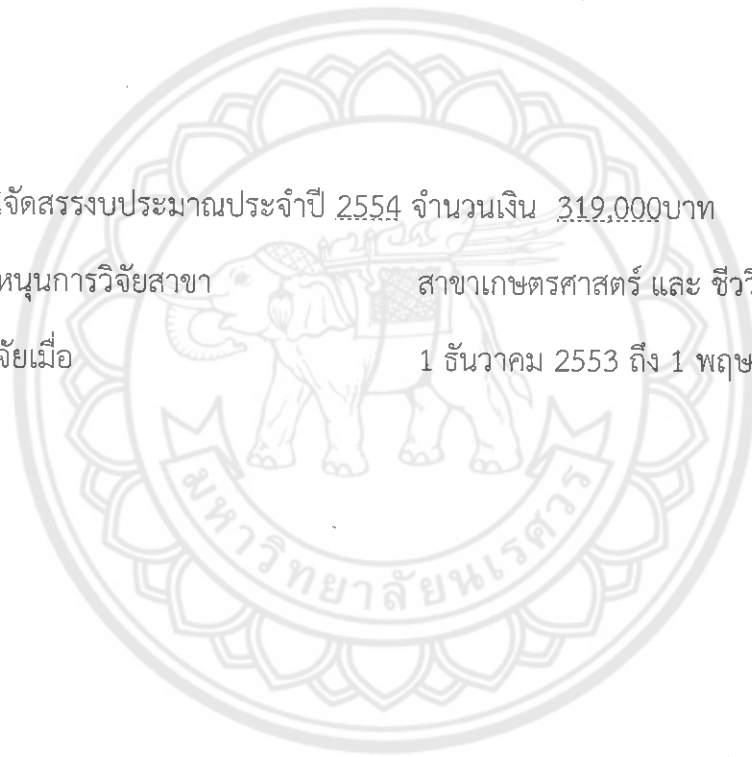 จัดสรรงบประมาณประจำปี 2554 จำนวนเงิน 319,000บาท
หนุนการวิจัยสาขา สาขาเกษตรศาสตร์ และ ชีววิ
จัยเมื่อ 1 ธันวาคม 2553 ถึง 1 พฤษ
มหาวิทยาลัยนเรศวร